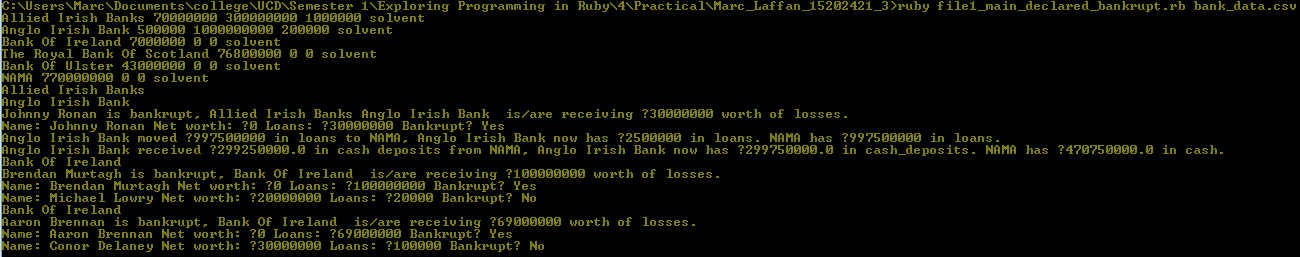 C:\Users\Marc\Documents\college\UCD\Semester 1\Exploring Programming in Ruby\4\Practical\Marc_Laffan_15202421_3>ruby file1_main_declared_bankrupt.rb bank_data.csv
Allied Irish Banks 70000000 300000000 1000000 solvent
Anglo Irish Bank 500000 1000000000 200000 solvent
Bank Of Ireland 7000000 0 0 solvent
The Royal Bank Of Scotland 76800000 0 0 solvent
Bank Of Ulster 43000000 0 0 solvent
NAMA 770000000 0 0 solvent
Allied Irish Banks
Anglo Irish Bank
Johnny Ronan is bankrupt, Allied Irish Banks Anglo Irish Bank  is/are receiving ?30000000 worth of losses.
Name: Johnny Ronan Net worth: ?0 Loans: ?30000000 Bankrupt? Yes
Anglo Irish Bank moved ?997500000 in loans to NAMA, Anglo Irish Bank now has ?2500000 in loans. NAMA has ?997500000 in loans.
Anglo Irish Bank received ?299250000.0 in cash deposits from NAMA, Anglo Irish Bank now has ?299750000.0 in cash_deposits. NAMA has ?470750000.0 in cash.
Bank Of Ireland
Brendan Murtagh is bankrupt, Bank Of Ireland  is/are receiving ?100000000 worth of losses.
Name: Brendan Murtagh Net worth: ?0 Loans: ?100000000 Bankrupt? Yes
Name: Michael Lowry Net worth: ?20000000 Loans: ?20000 Bankrupt? No
Bank Of Ireland
Aaron Brennan is bankrupt, Bank Of Ireland  is/are receiving ?69000000 worth of losses.
Name: Aaron Brennan Net worth: ?0 Loans: ?69000000 Bankrupt? Yes
Name: Conor Delaney Net worth: ?30000000 Loans: ?100000 Bankrupt? No